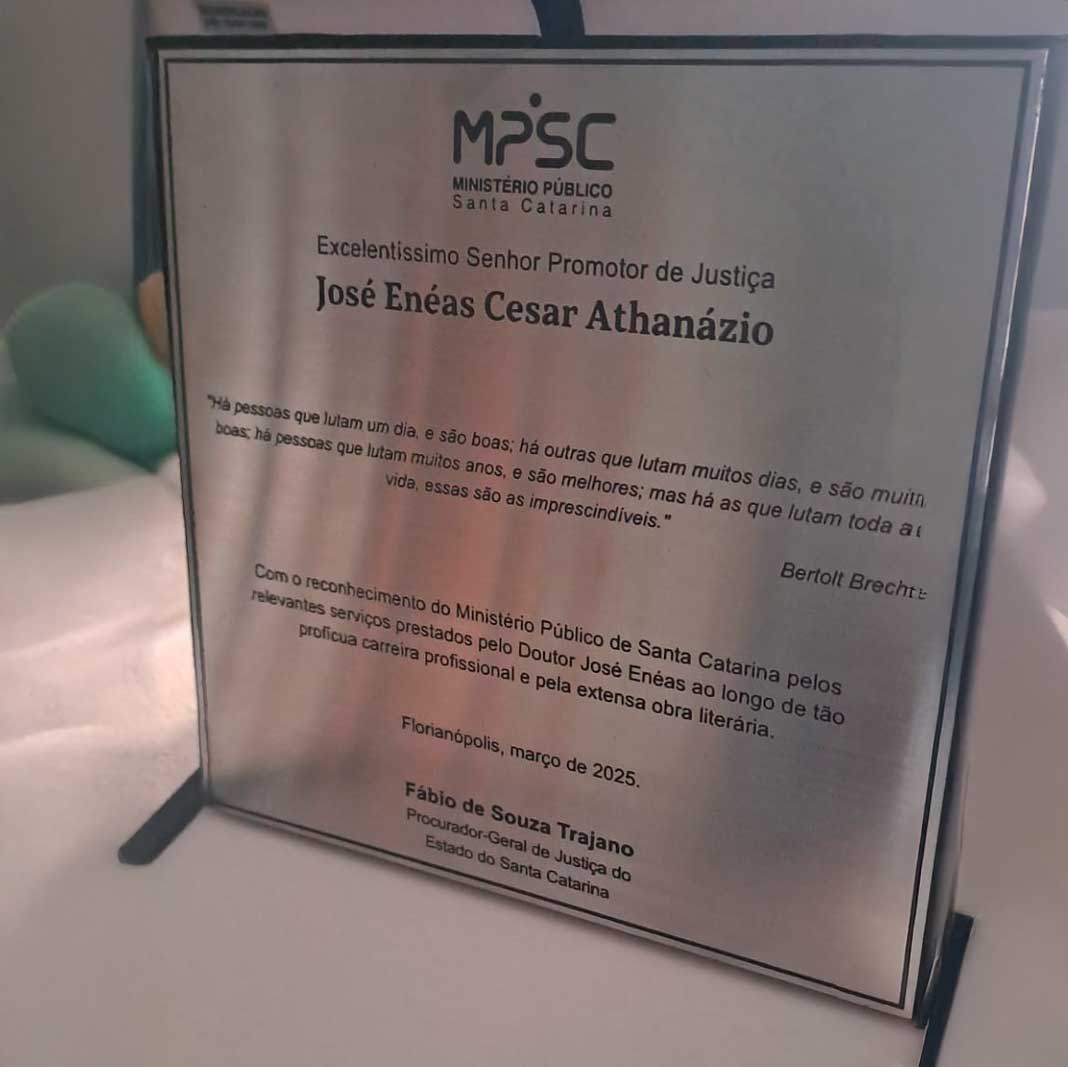 MPSC
MINISTÉRIO PÚBLICO
Santa Catarina
Excelentíssimo Senhor Promotor de Justiça
José Enéas Cesar Athanázio
"Há pessoas que lutam um dia, e são boas; há outras que lutam muitos dias, e são
boas; há pessoas que lutam muitos anos, e são melhores; mas há as que lutam toda a
vida, essas são as imprescindíveis."
Bertolt Brecht
Com o reconhecimento do Ministério Público de Santa Catarina pelos
relevantes serviços prestados pelo Doutor José Enéas ao longo de tão
profícua carreira profissional e pela extensa obra literária.
Florianópolis, março de 2025.
Fábio de Souza Trajano
Procurador-Geral de Justiça do
Estado do Santa Catarina